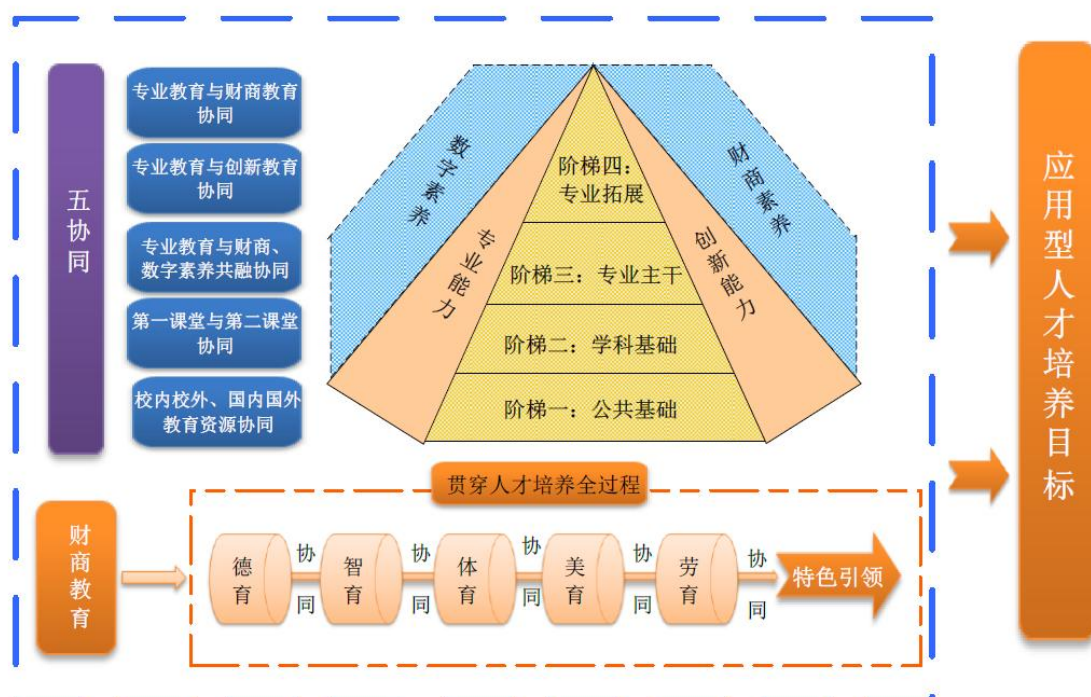 五协同
专业教育与财商教育
协同
专业教育与创新教育
协同
专业教育与财商、
数字素养共融协同
第一课堂与第二课堂
协同
校内校外、国内国外
教育资源协同
数字素养
专业能力
阶梯四：
专业拓展
阶梯三：专业主干
阶梯二：学科基础
阶梯一：公共基础
创新能力
财商素养
应用型人才培养目标
贯穿人才培养全过程
财商教育
德育
协同
智育
协同
体育
协同
美育
协同
劳育
协同
特色引领